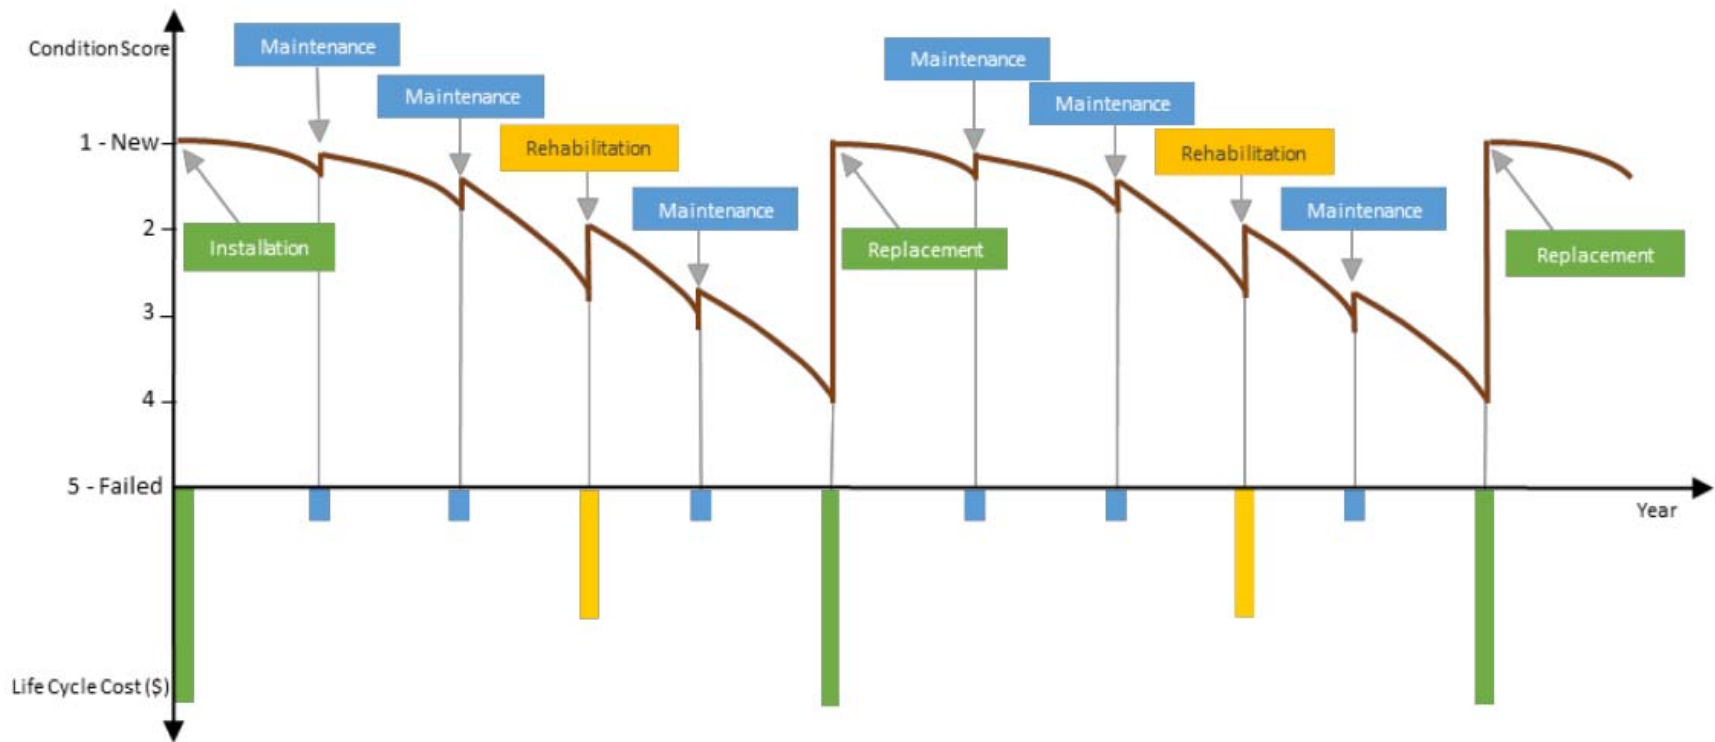 Condition Score
Maintenance
Maintenance
Rehabilitation
Maintenance
Maintenance
Maintenance
Rehabilitation
Maintenance
1 - New
2
3
4
5 - Failed
Installation
Replacement
Replacement
Year
Life Cycle Cost ($)